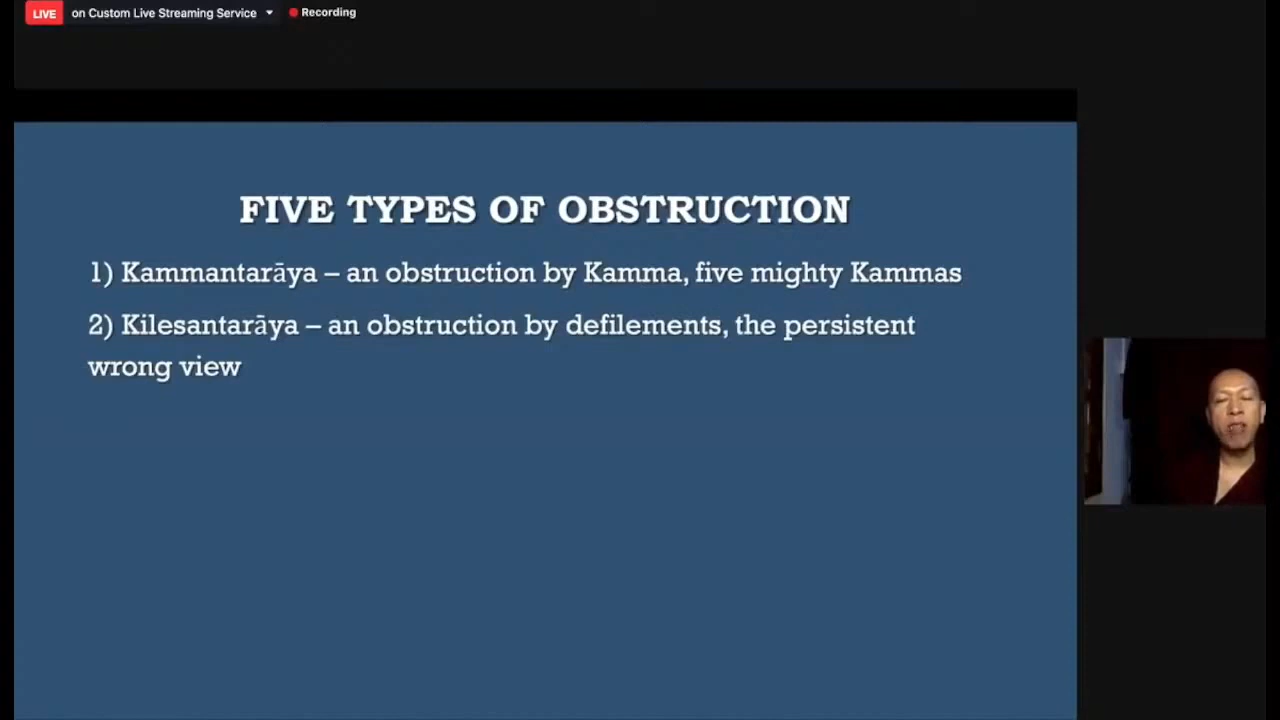 LIVE on Custom Live Streaming Service Recording
FIVE TYPES OF OBSTRUCTION
1) Kammantarāya – an obstruction by Kamma, five mighty Kammas
2) Kilesantarāya – an obstruction by defilements, the persistent
wrong view